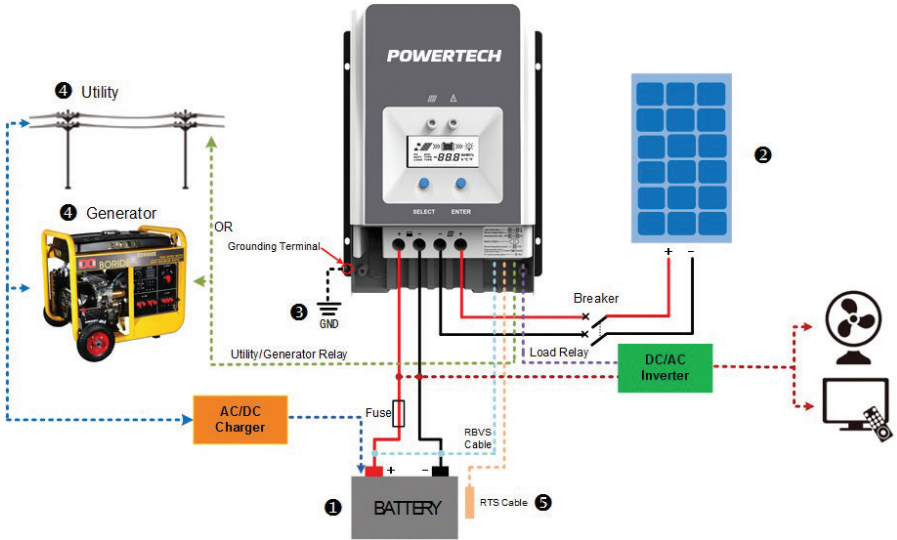 POWERTECH
❹ Utility
❹ Generator
BORIDE
OR
Grounding Terminal
❸
GND
SELECT ENTER
+ − − +
❷
+ −
Breaker
Utility/Generator Relay
Load Relay
DC/AC
Inverter
AC/DC
Charger
Fuse
RBVS
Cable
+ −
❶ BATTERY
RTS Cable ❺